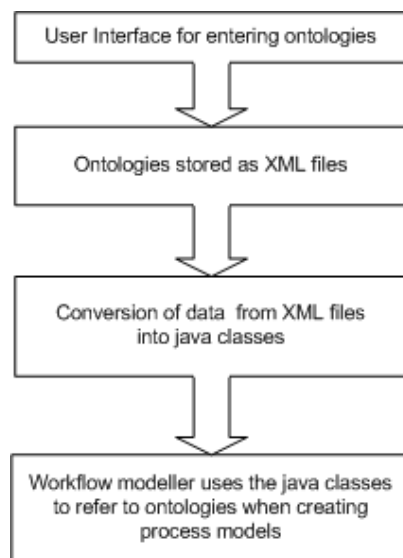 User Interface for entering ontologies
Ontologies stored as XML files
Conversion of data from XML files
into java classes
Workflow modeller uses the java classes
to refer to ontologies when creating
process models